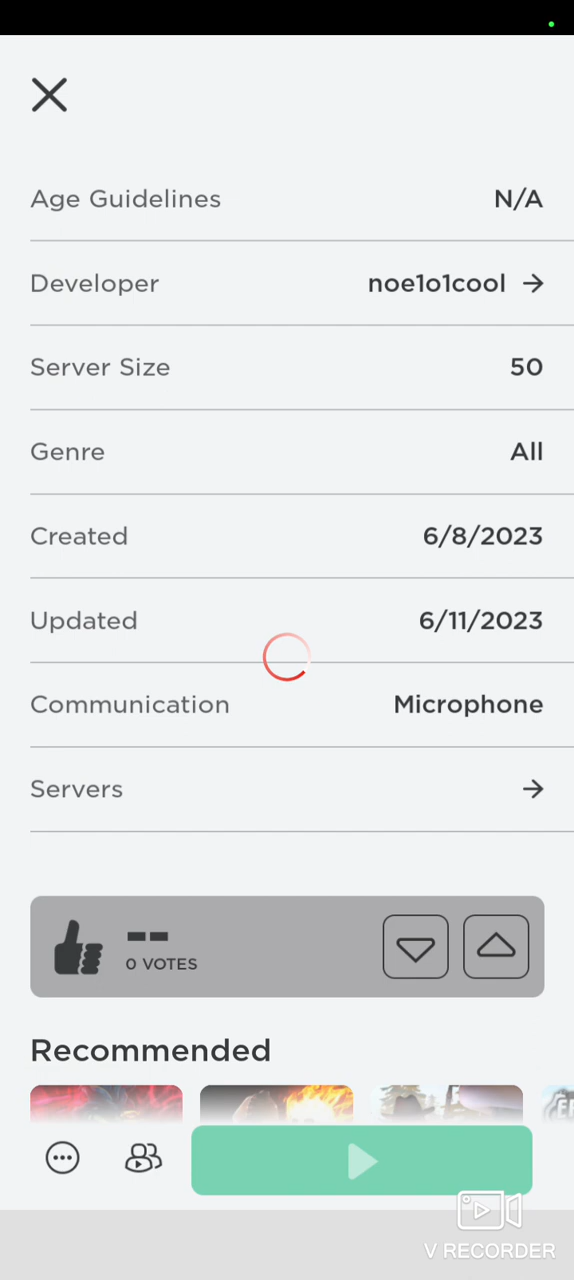 Age Guidelines N/A
Developer noe1o1cool →
Server Size 50
Genre All
Created 6/8/2023
Updated 6/11/2023
Communication Microphone
Servers →
--
0 VOTES
Recommended
V RECORDER